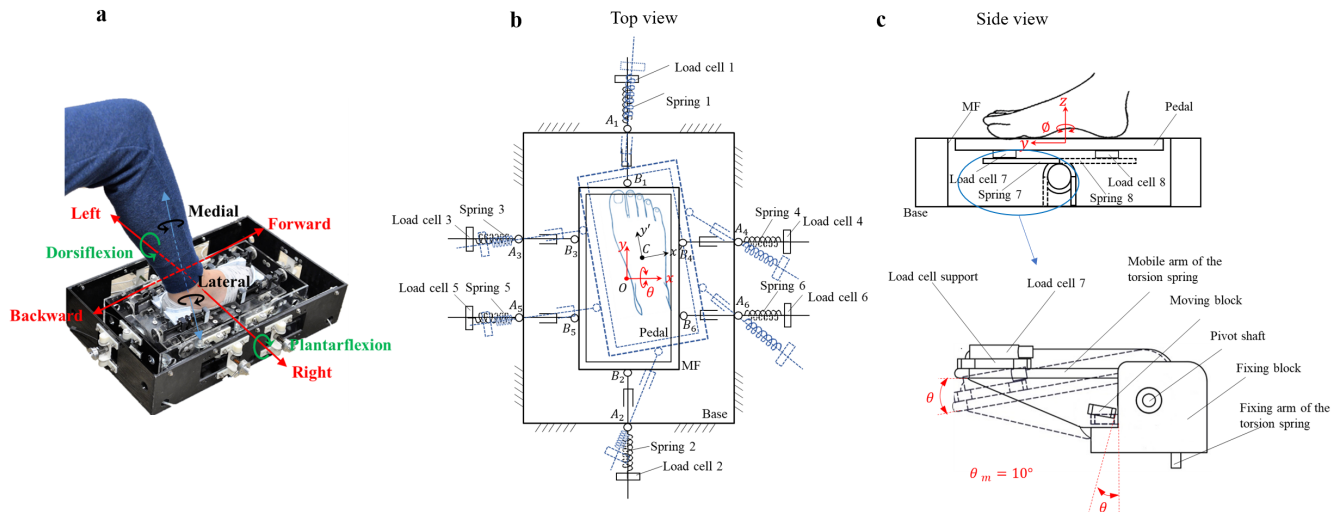 a
Left
Medial
Forward
Dorsiflexion
Lateral
Backward
Plantarflexion
Right
b
Top view
Load cell 1
Spring 1
A1
B1
Load cell 3
Spring 3
A3
B3
Spring 4
Load cell 4
A4
B4
y'
C
x'
y
x
O
θ
Load cell 5
Spring 5
A5
B5
A6
Spring 6
Load cell 6
B6
Pedal
MF
B2
A2
Base
Spring 2
Load cell 2
c
Side view
MF
z
Pedal
Ø
y
Load cell 7
Load cell 8
Spring 7
Spring 8
Base
Load cell support
Load cell 7
Mobile arm of the
torsion spring
Moving block
Pivot shaft
Fixing block
Fixing arm of the
torsion spring
θ
θ m = 10°
θ